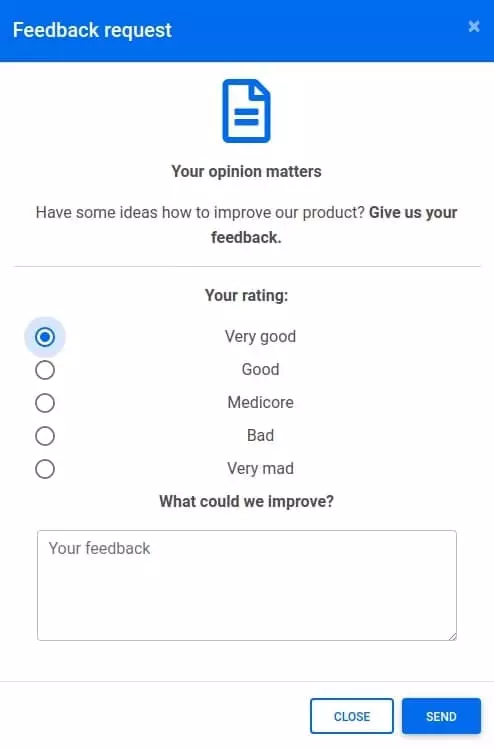 Feedback request
×
Your opinion matters
Have some ideas how to improve our product? Give us your
feedback.
Your rating:
Very good
Good
Medicore
Bad
Very mad
What could we improve?
Your feedback
CLOSE
SEND